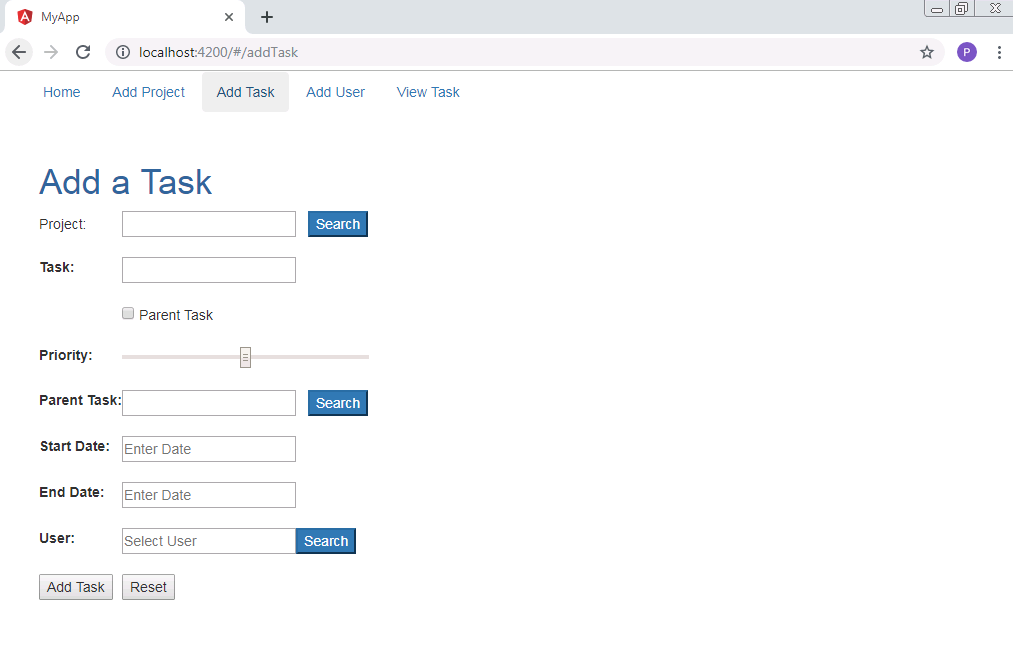 MyApp
localhost:4200/#/addTask
P
Home Add Project Add Task Add User View Task
Add a Task
Project: Search
Task:
Parent Task
Priority:
Parent Task: Search
Start Date: Enter Date
End Date: Enter Date
User: Select User Search
Add Task Reset